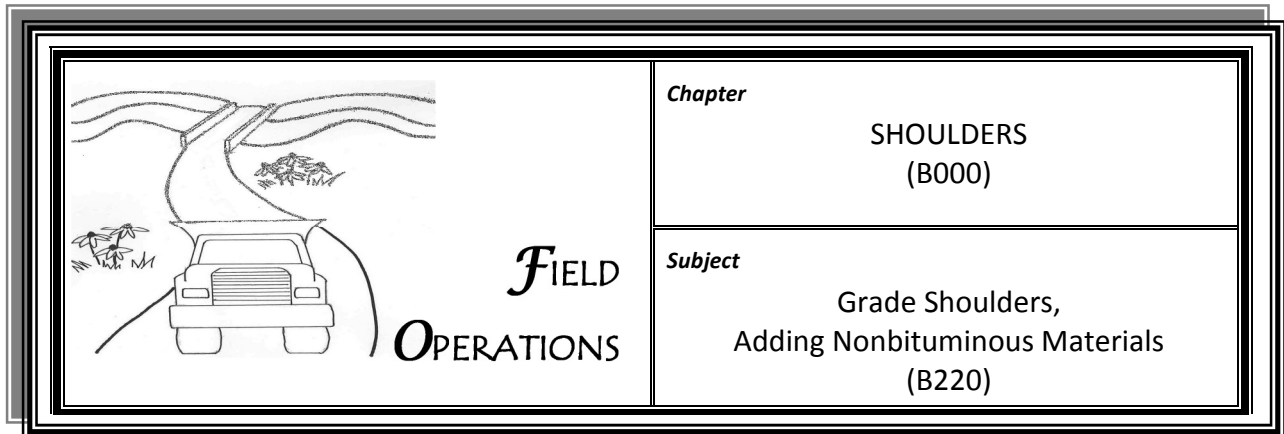 FIELD
OPERATIONS
Chapter
SHOULDERS
(B000)
Subject
Grade Shoulders,
Adding Nonbituminous Materials
(B220)